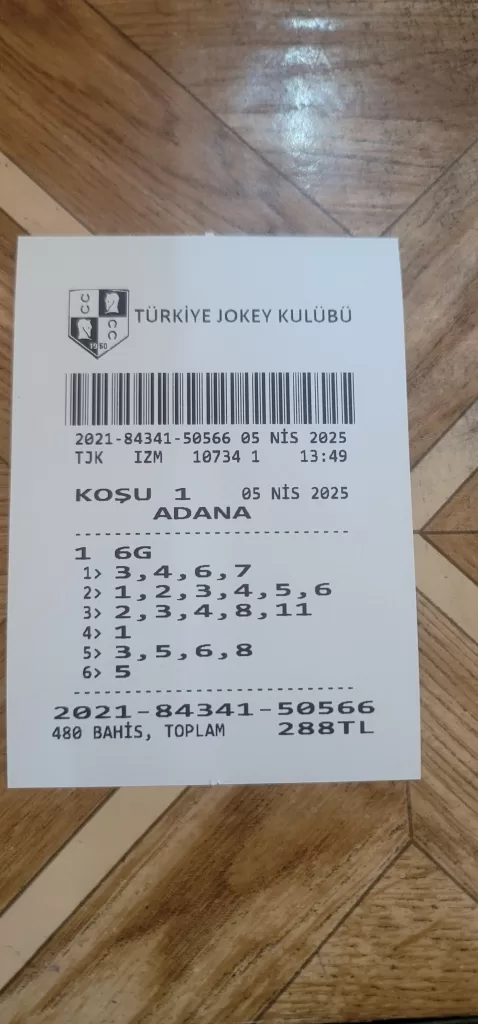 TÜRKİYE JOKEY KULÜBÜ
1950
2021-84341-50566 05 NİS 2025
TJK IZM 10734 1 13:49
KOŞU 1 05 NİS 2025
ADANA
1 6G
1> 3,4,6,7
2> 1,2,3,4,5,6
3> 2,3,4,8,11
4> 1
5> 3,5,6,8
6> 5
2021-84341-50566
480 BAHİS, TOPLAM 288TL